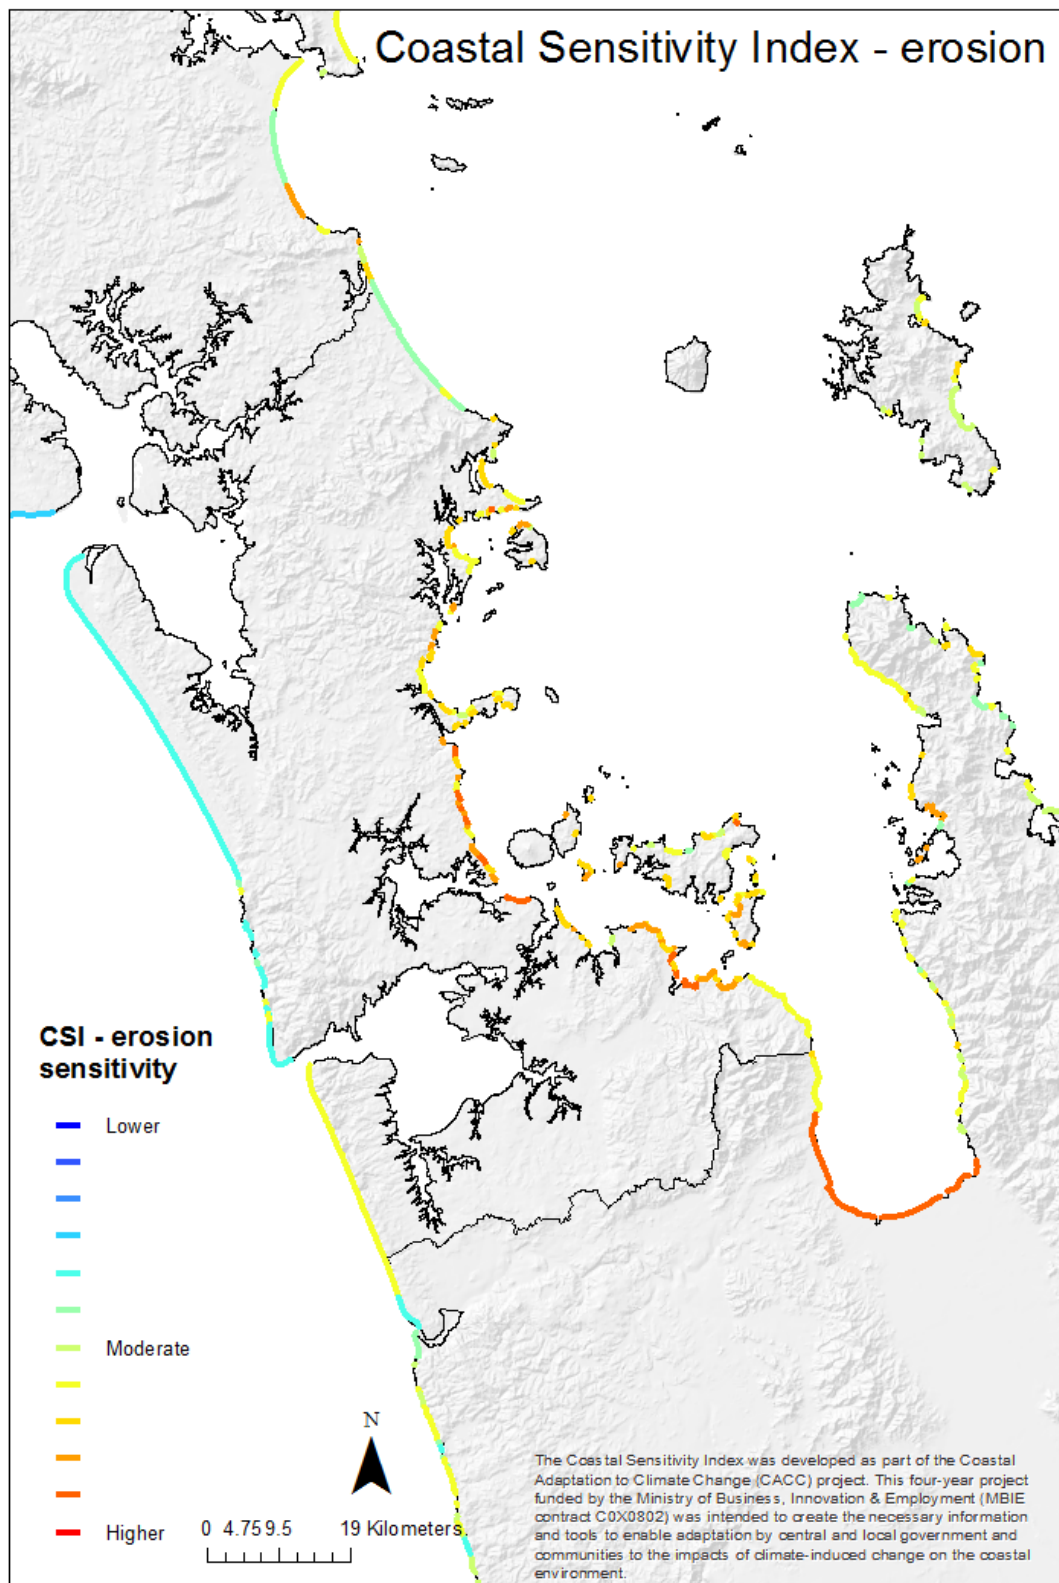 Coastal Sensitivity Index - erosion
CSI - erosion
sensitivity
Lower
Moderate
Higher
N
0 4.759.5 19 Kilometers
The Coastal Sensitivity Index was developed as part of the Coastal
Adaptation to Climate Change (CACC) project. This four-year project
funded by the Ministry of Business, Innovation & Employment (MBIE
contract C0X0802) was intended to create the necessary information
and tools to enable adaptation by central and local government and
communities to the impacts of climate-induced change on the coastal
environment.